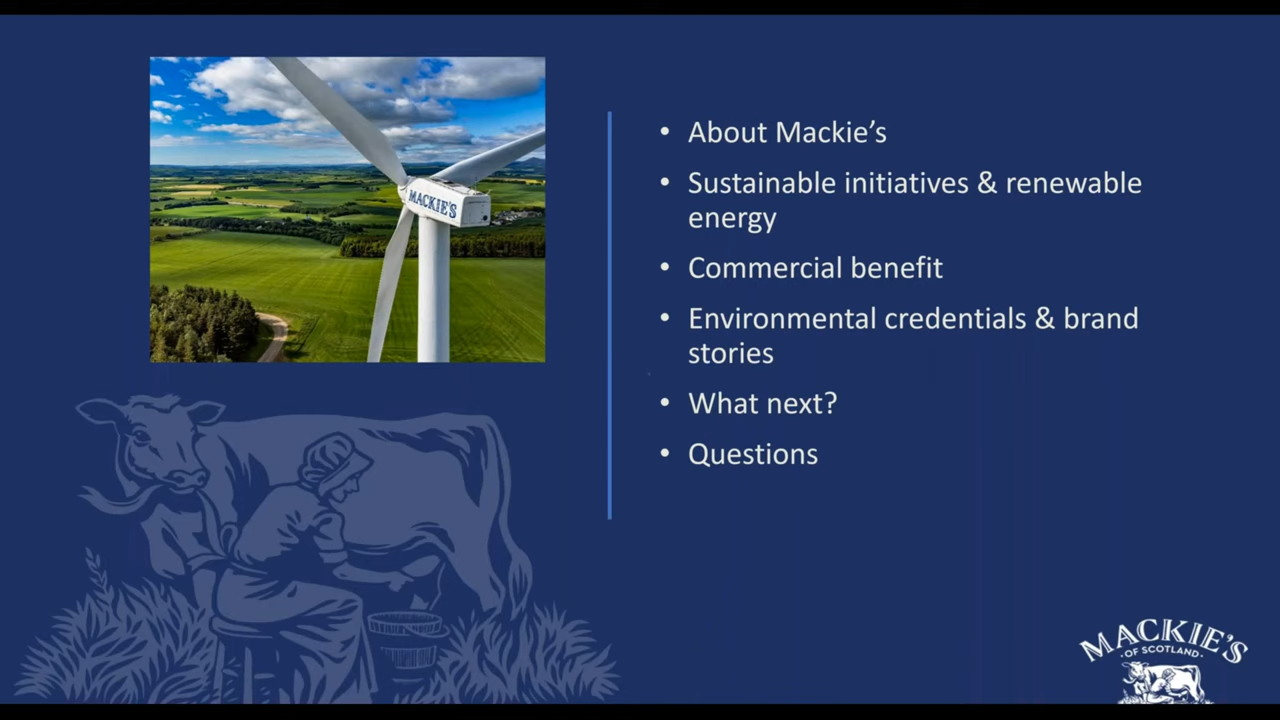 MACKIE'S
• About Mackie’s
• Sustainable initiatives & renewable
energy
• Commercial benefit
• Environmental credentials & brand
stories
• What next?
• Questions
MACKIE'S
·OF SCOTLAND·